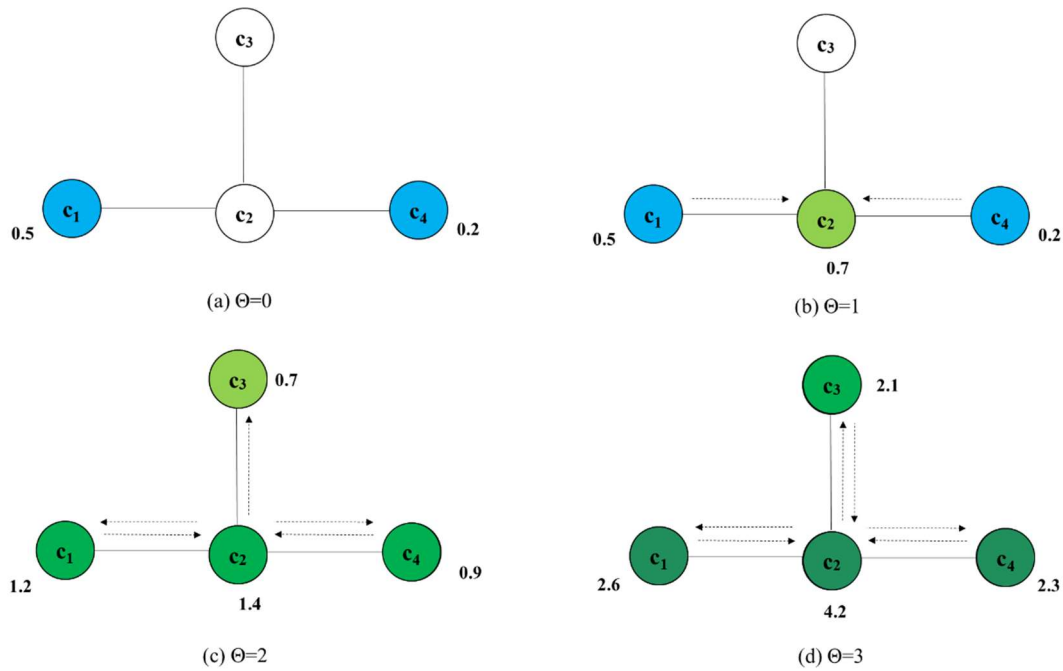 c3
c1
c2
c4
0.5
0.2
(a) Θ=0
c3
c1
c2
c4
0.5
0.2
0.7
(b) Θ=1
c3 0.7
c1
c2
c4
1.2
0.9
1.4
(c) Θ=2
c3 2.1
c1
c2
c4
2.6
2.3
4.2
(d) Θ=3